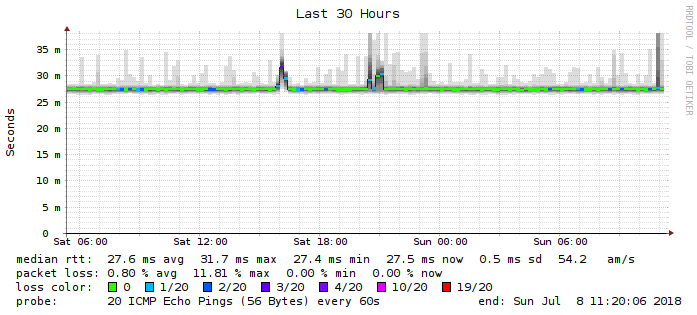 Last 30 Hours
RRDTOOL / TOBI OETIKER
Seconds
35 m
30 m
25 m
20 m
15 m
10 m
5 m
0
Sat 06:00 Sat 12:00 Sat 18:00 Sun 00:00 Sun 06:00
median rtt: 27.6 ms avg 31.7 ms max 27.4 ms min 27.5 ms now 0.5 ms sd 54.2 am/s
packet loss: 0.80 % avg 11.81 % max 0.00 % min 0.00 % now
loss color: 0 1/20 2/20 3/20 4/20 10/20 19/20
probe: 20 ICMP Echo Pings (56 Bytes) every 60s end: Sun Jul 8 11:20:06 2018